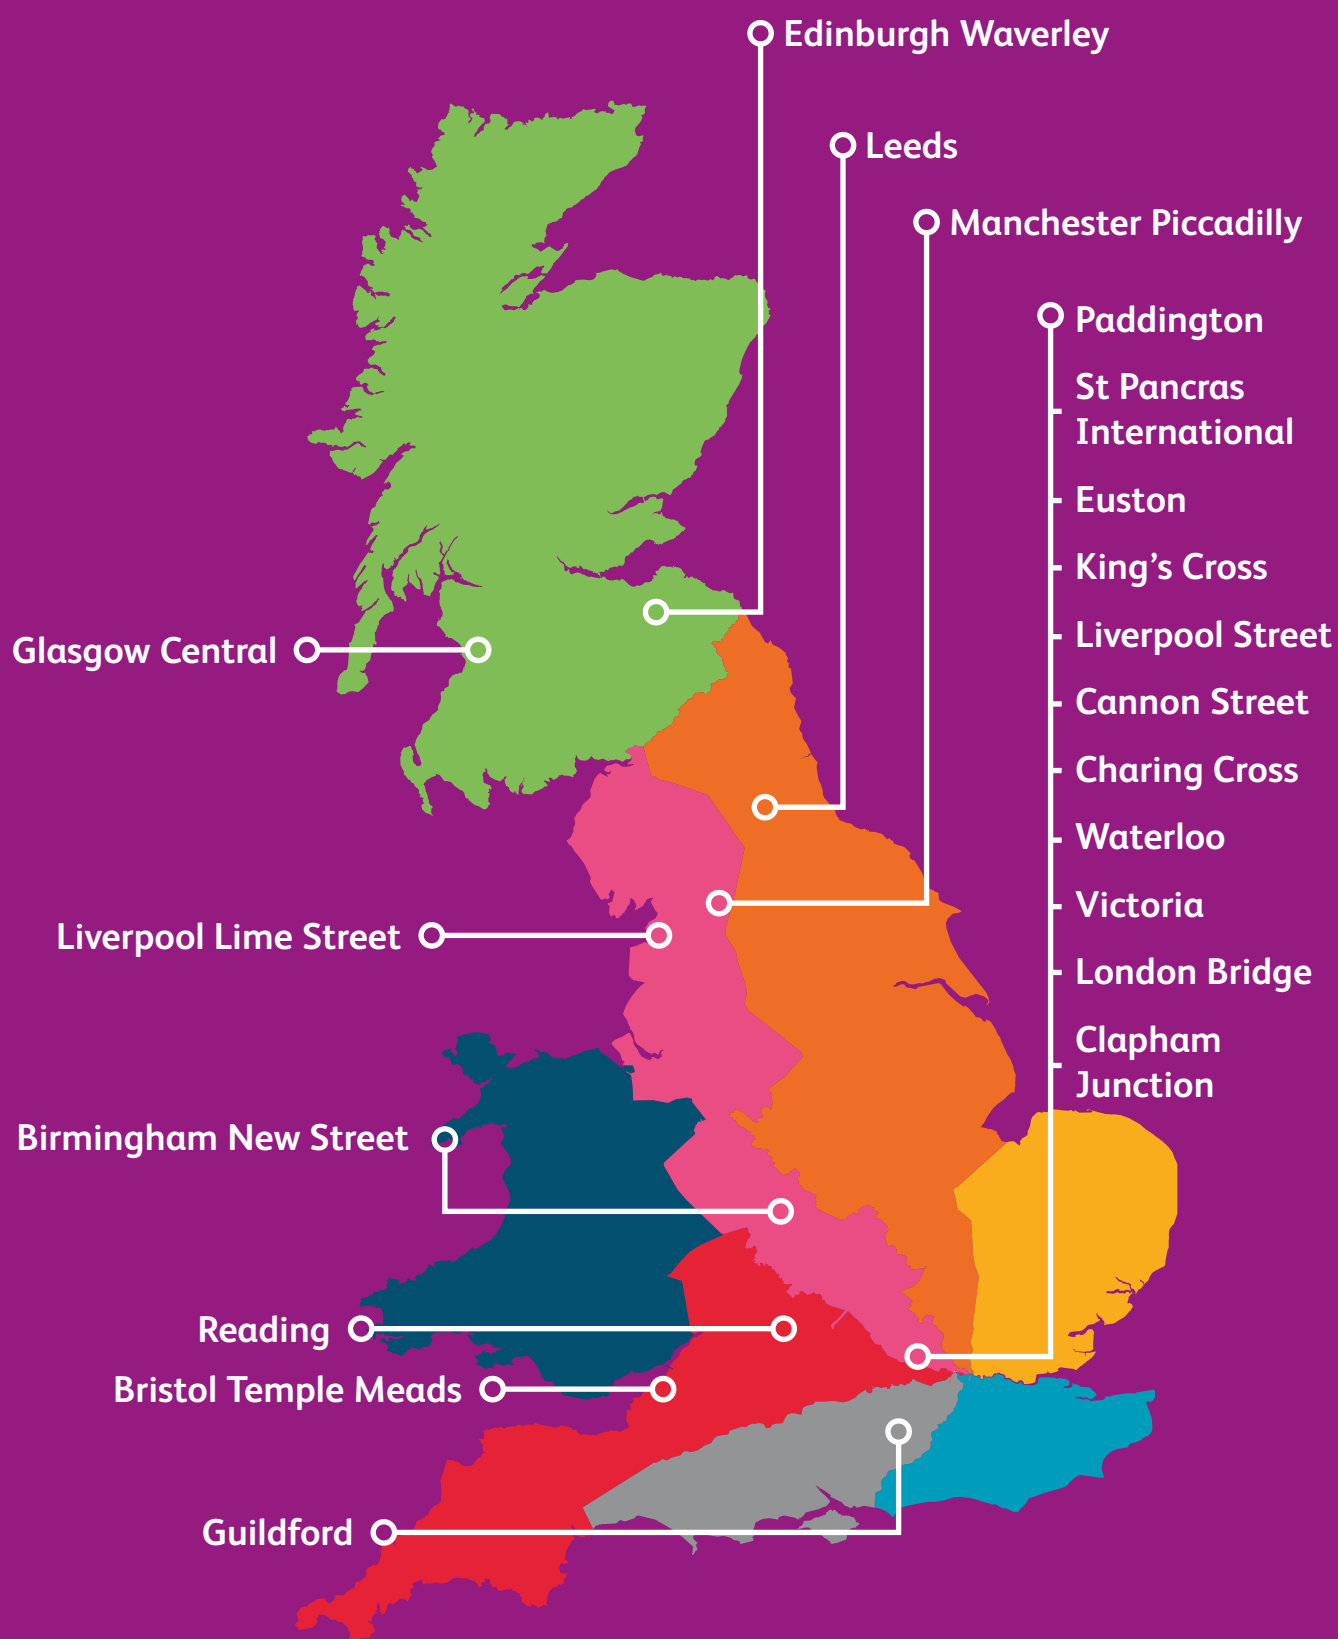 Edinburgh Waverley
Leeds
Manchester Piccadilly
Paddington
St Pancras
International
Euston
King’s Cross
Liverpool Street
Cannon Street
Charing Cross
Waterloo
Victoria
London Bridge
Clapham
Junction
Glasgow Central
Liverpool Lime Street
Birmingham New Street
Reading
Bristol Temple Meads
Guildford